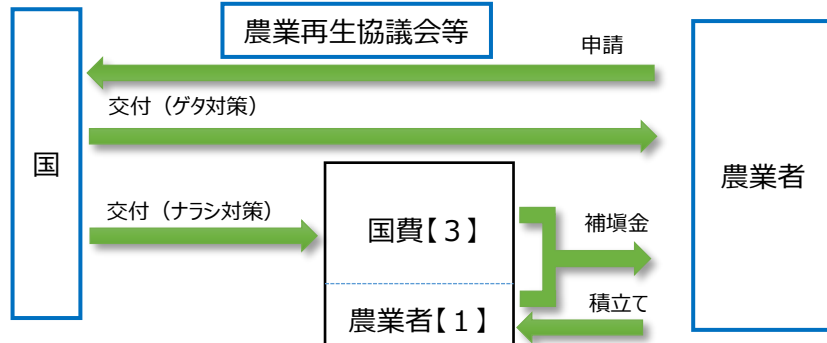 農業再生協議会等
申請
交付（ゲタ対策）
国
農業者
交付（ナラシ対策）
国費【３】
補塡金
農業者【１】
積立て